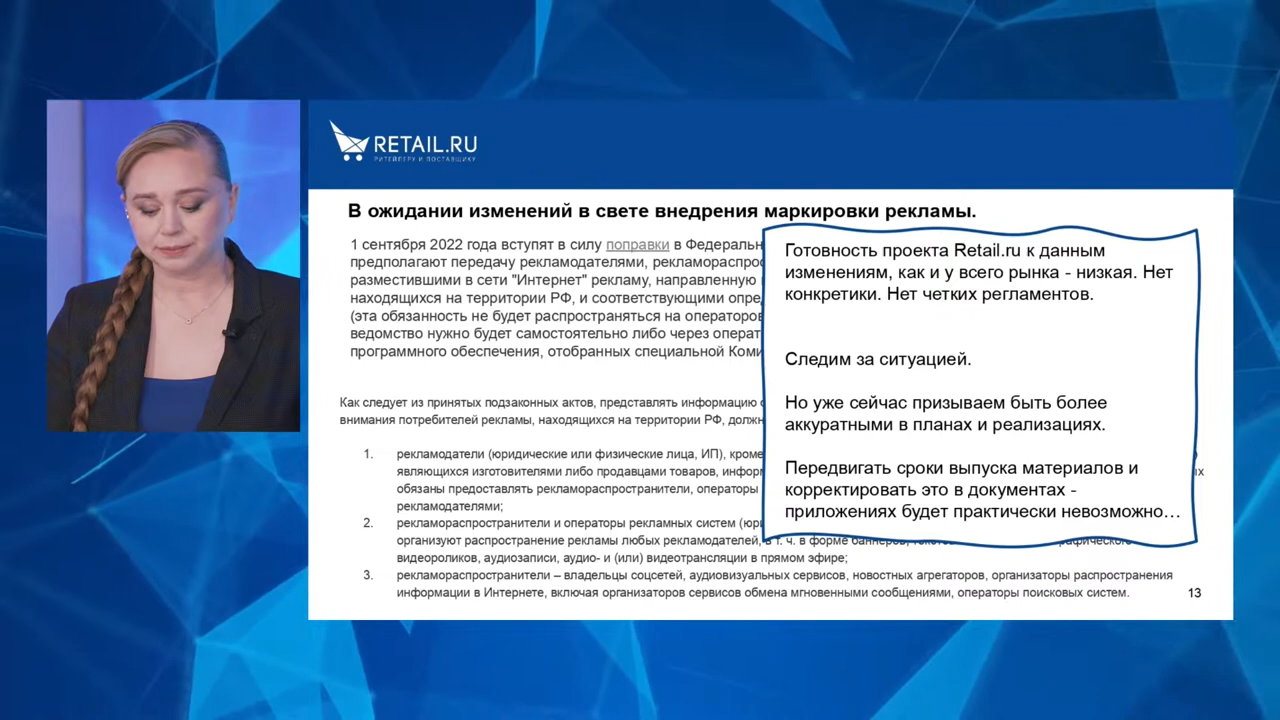 RETAIL.RU
РИТЕЙЛЕРУ И ПОСТАВЩИКУ
В ожидании изменений в свете внедрения маркировки рекламы.
1 сентября 2022 года вступят в силу поправки в Федеральн
предполагают передачу рекламодателями, рекламораспрос
разместившими в сети "Интернет" рекламу, направленную
находящихся на территории РФ, и соответствующими опре
(эта обязанность не будет распространяться на операторов
ведомство нужно будет самостоятельно либо через операт
программного обеспечения, отобранных специальной Коми
Как следует из принятых подзаконных актов, представлять информацию
внимания потребителей рекламы, находящихся на территории РФ, должн
1. рекламодатели (юридические или физические лица, ИП), кроме
являющихся изготовителями либо продавцами товаров, инфор
обязаны предоставлять рекламораспространители, операторы
рекламодателями;
2. рекламораспространители и операторы рекламных систем (юри
организуют распространение рекламы любых рекламодателей, в т. ч. в форме баннеров,
видеороликов, аудиозаписи, аудио- и (или) видеотрансляции в прямом эфире;
3. рекламораспространители – владельцы соцсетей, аудиовизуальных сервисов, новостных агрегаторов, организаторы распространения
информации в Интернете, включая организаторов сервисов обмена мгновенными сообщениями, операторы поисковых систем.
Готовность проекта Retail.ru к данным
изменениям, как и у всего рынка - низкая. Нет
конкретики. Нет четких регламентов.
Следим за ситуацией.
Но уже сейчас призываем быть более
аккуратными в планах и реализациях.
Передвигать сроки выпуска материалов и
корректировать это в документах -
приложениях будет практически невозможно…
13